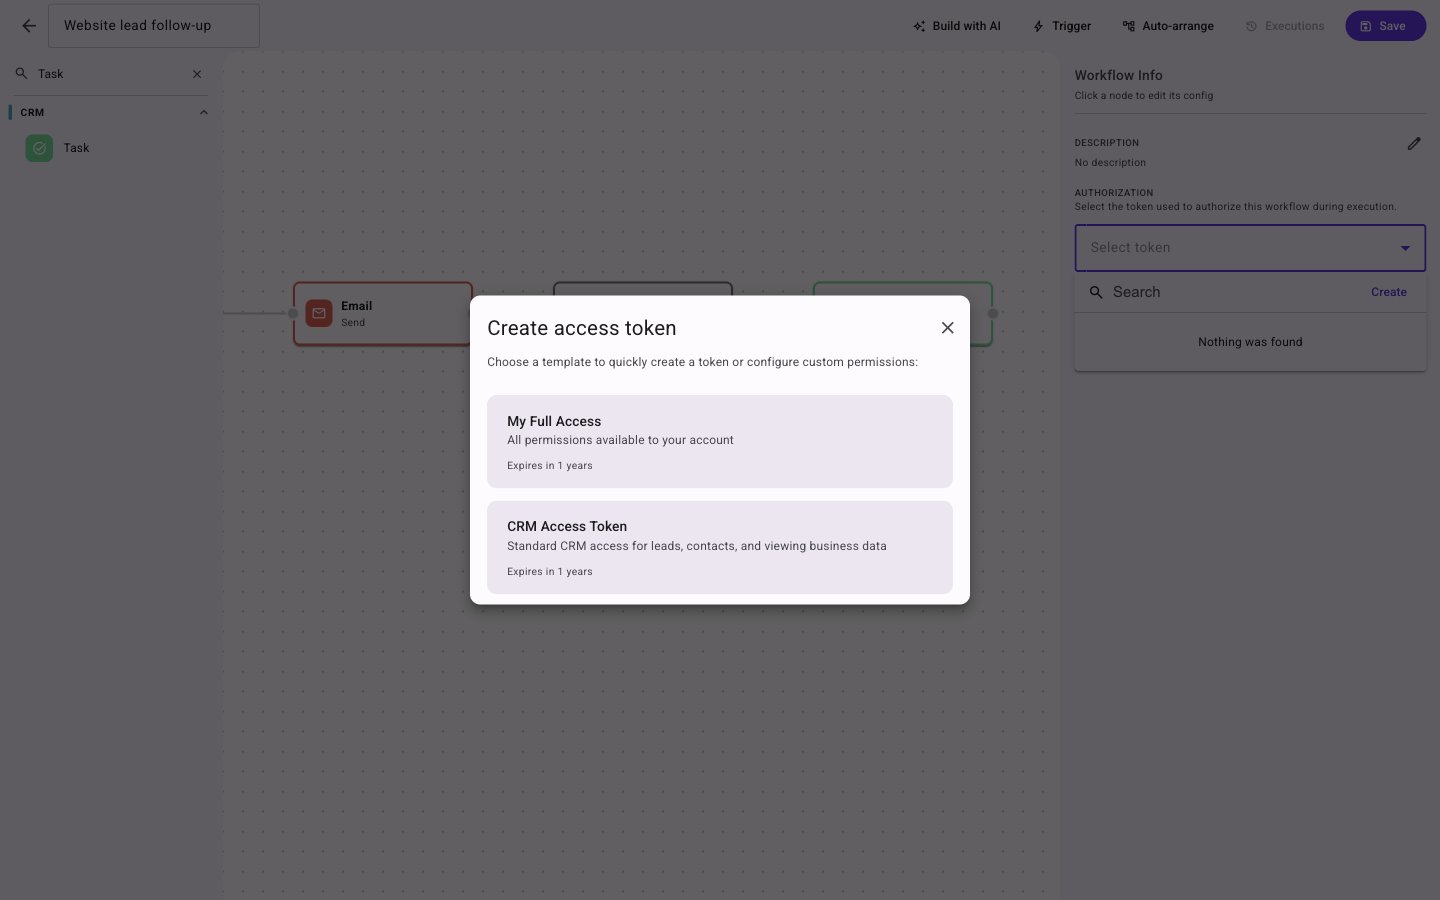 Website lead follow-up
Build with AI
Trigger
Auto-arrange
Executions
Save
Task
CRM
Task
Email
Send
Workflow Info
Click a node to edit its config
DESCRIPTION
No description
AUTHORIZATION
Select the token used to authorize this workflow during execution.
Select token
Search
Create
Nothing was found
Create access token
Choose a template to quickly create a token or configure custom permissions:
My Full Access
All permissions available to your account
Expires in 1 years
CRM Access Token
Standard CRM access for leads, contacts, and viewing business data
Expires in 1 years